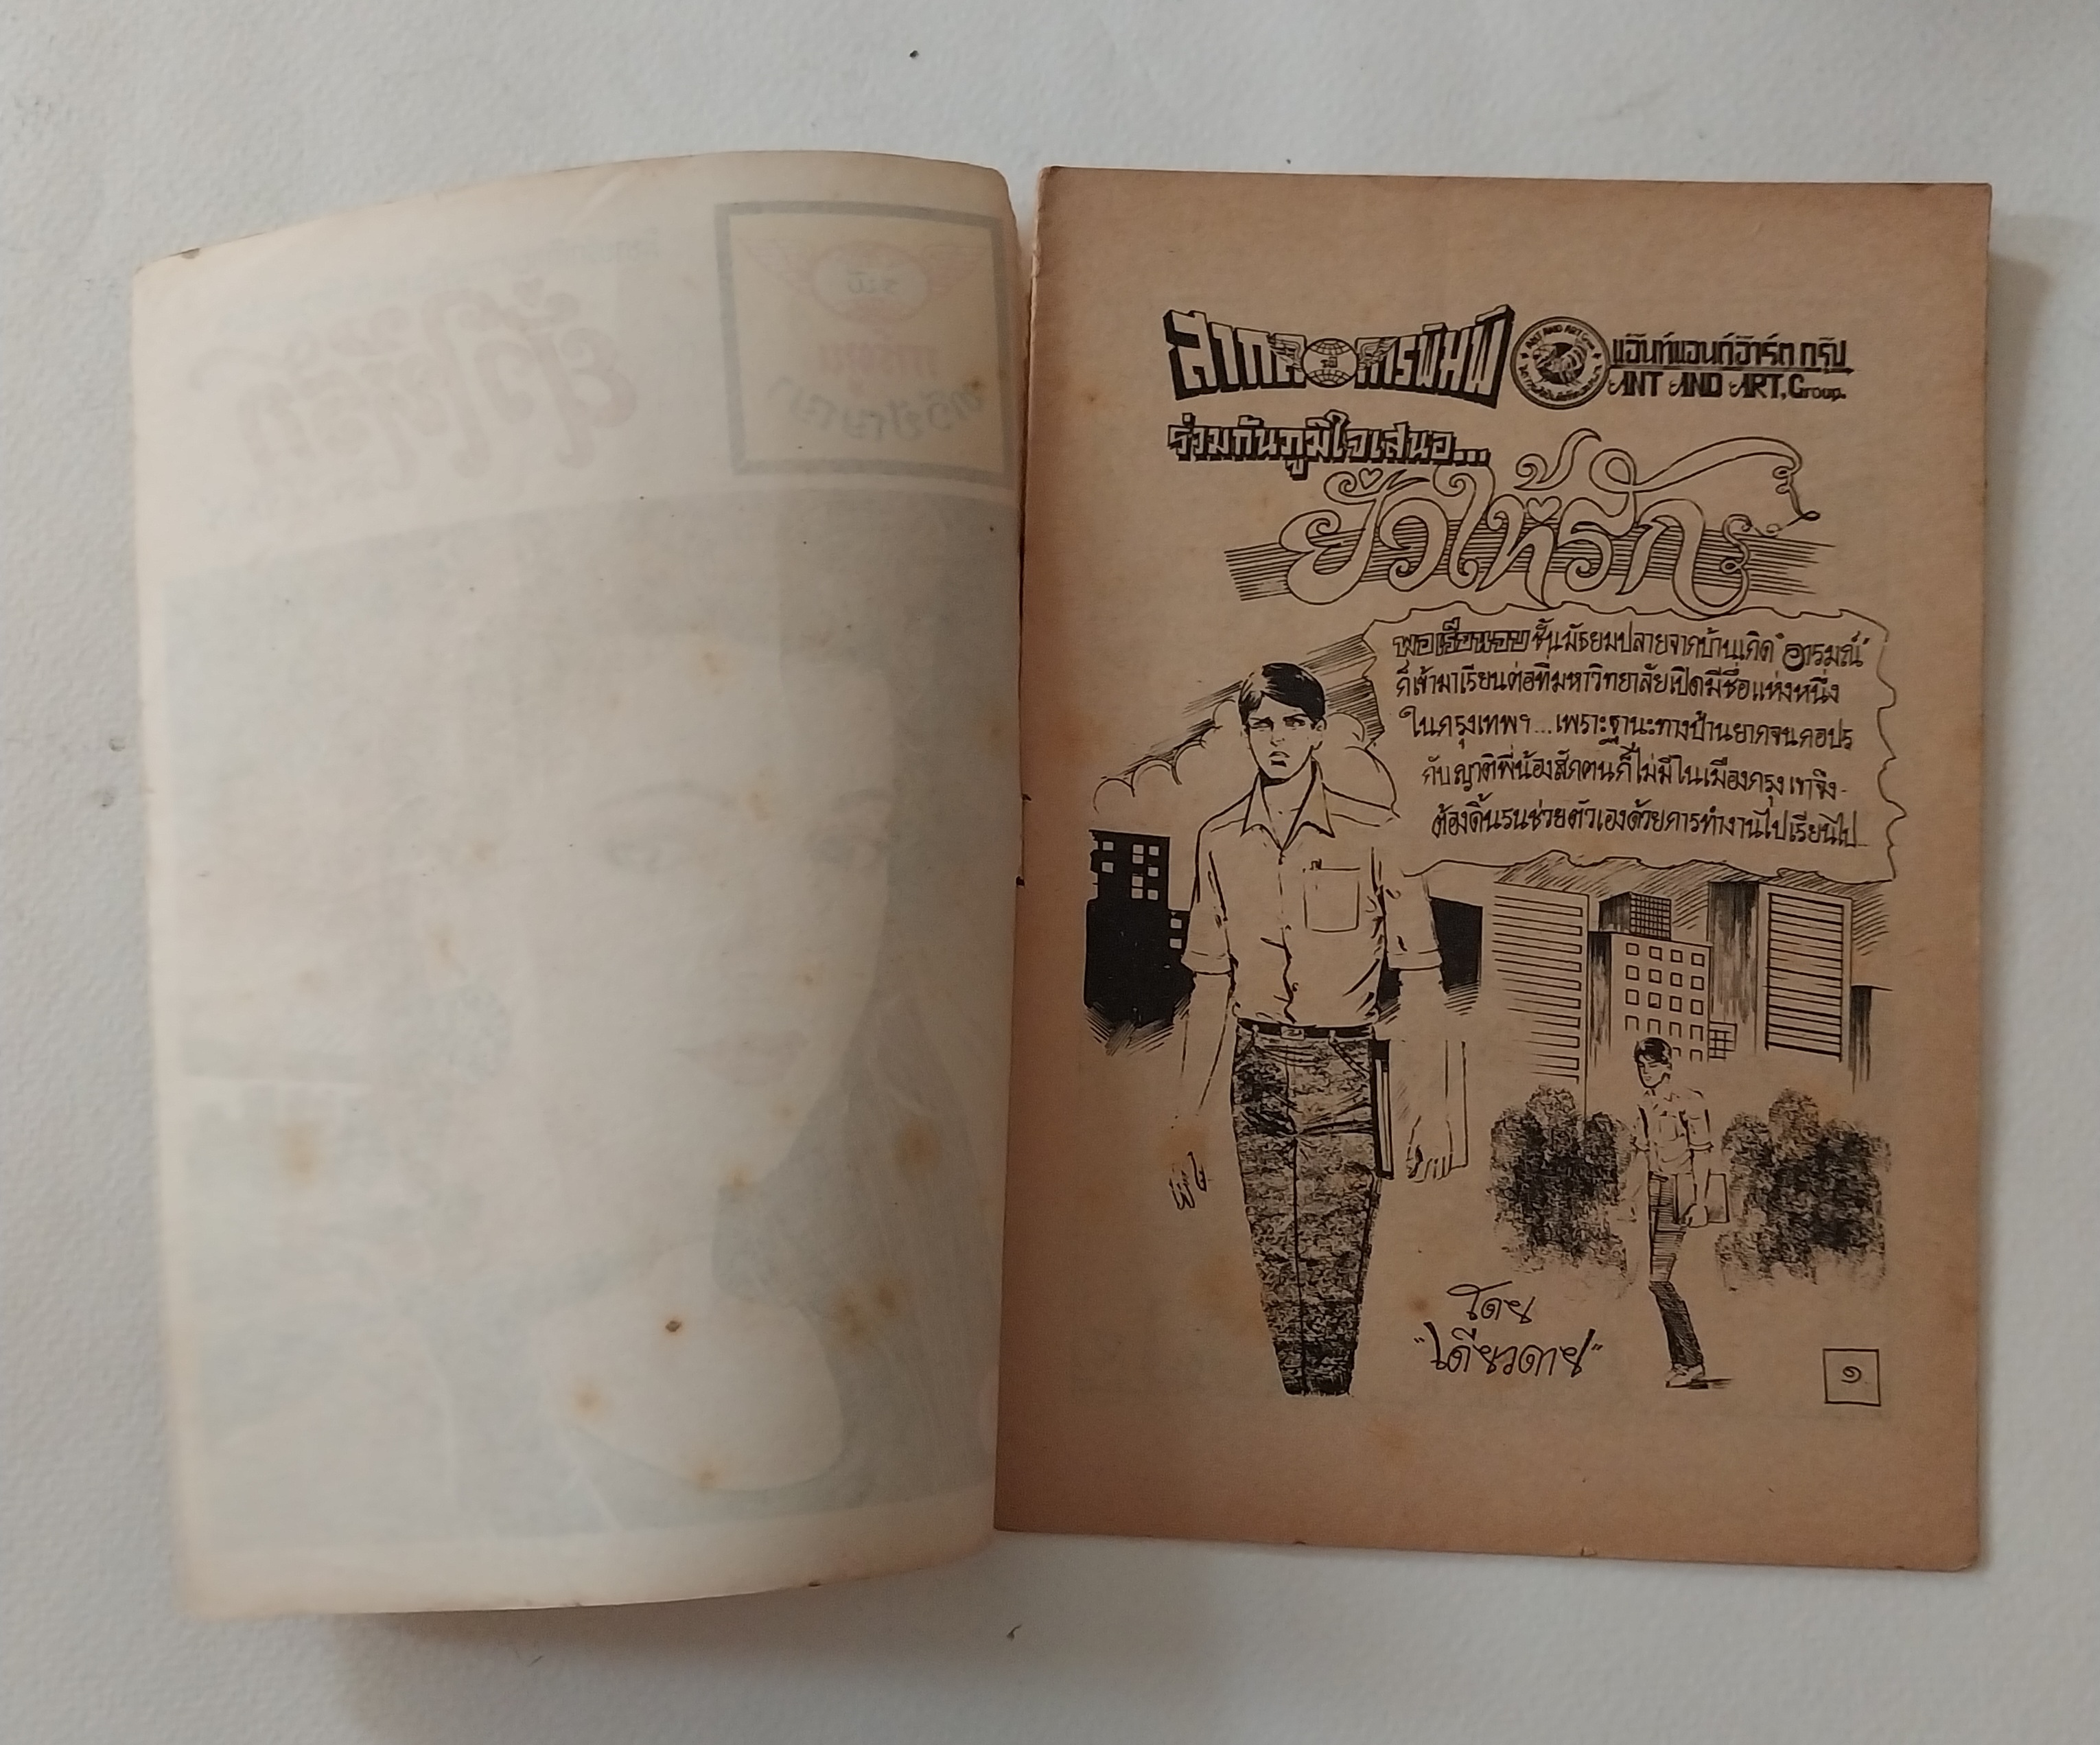 สากลการพิมพ์
แอ๊นท์แอนด์อ๊าร์ต กรุ๊ป
ANT AND ART, Group.
ANT AND ART
ร่วมกันภูมิใจเสนอ...
ยั่วให้รัก
พอเรียนจบชั้นมัธยมปลายจากบ้านเกิด "อารมณ์"
ก็เข้ามาเรียนต่อที่มหาวิทยาลัยเปิดมีชื่อแห่งหนึ่ง
ในกรุงเทพฯ...เพราะฐานะทางบ้านยากจนกอปร
กับญาติพี่น้องสักคนก็ไม่มีในเมืองกรุง เขาจึง-
ต้องดิ้นรนช่วยตัวเองด้วยการทำงานไปเรียนไป..
โดย
"เดียวดาย"
๑